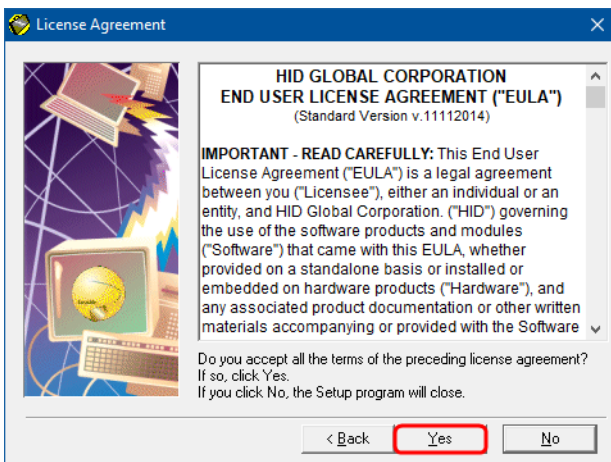 License Agreement
HID GLOBAL CORPORATION
END USER LICENSE AGREEMENT ("EULA")
(Standard Version v.11112014)
IMPORTANT - READ CAREFULLY: This End User
License Agreement ("EULA") is a legal agreement
between you ("Licensee"), either an individual or an
entity, and HID Global Corporation. ("HID") governing
the use of the software products and modules
("Software") that came with this EULA, whether
provided on a standalone basis or installed or
embedded on hardware products ("Hardware"), and
any associated product documentation or other written
materials accompanying or provided with the Software
Do you accept all the terms of the preceding license agreement?
If so, click Yes.
If you click No, the Setup program will close.
< Back Yes No